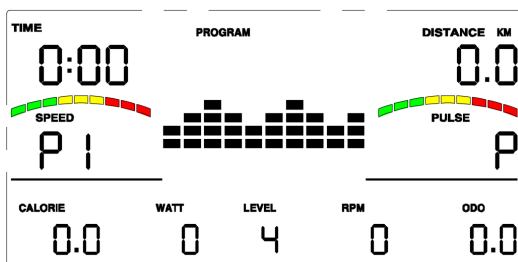 TIME PROGRAM DISTANCE KM
0:00 0.0
SPEED PULSE
P1 P
CALORIE WATT LEVEL RPM ODO
0.0 0 4 0 0.0